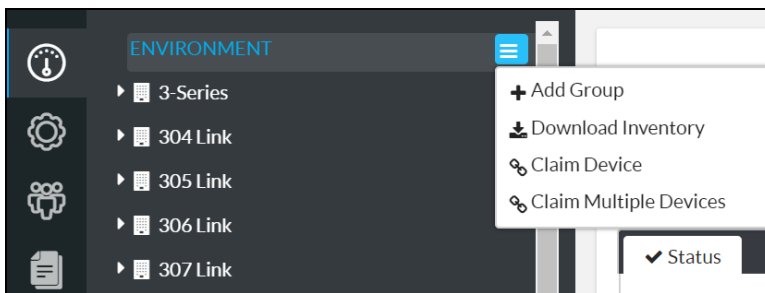 ENVIRONMENT
3-Series
304 Link
305 Link
306 Link
307 Link
Add Group
Download Inventory
Claim Device
Claim Multiple Devices
Status